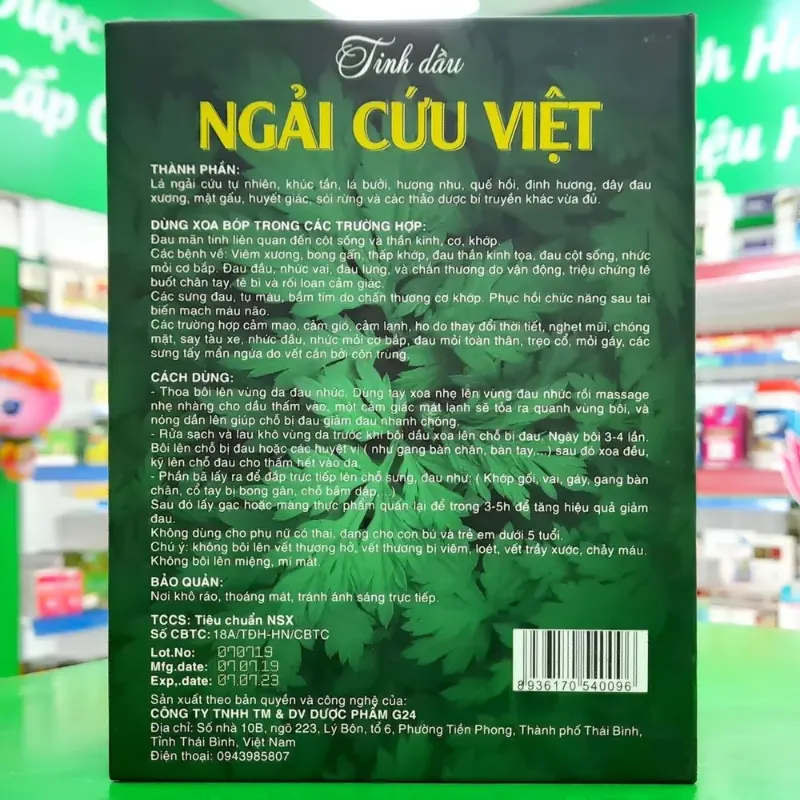 Dược
Cấp
Tinh dầu
NGẢI CỨU VIỆT
THÀNH PHẦN:
Lá ngải cứu tự nhiên, khúc tần, lá bưởi, hương nhu, quế hồi, định hương, dây đau
xương, mật gấu, huyết giác, sói rừng và các thảo dược bí truyền khác vừa đủ.
DÙNG XOA BÓP TRONG CÁC TRƯỜNG HỢP:
Đau mãn tính liên quan đến cột sống và thần kinh, cơ, khớp.
Các bệnh về: Viêm xương, bong gân, thấp khớp, đau thần kinh tọa, đau cột sống, nhức
mỏi cơ bắp. Đau đầu, nhức vai, đau lưng, và chấn thương do vận động, triệu chứng tê
buốt chân tay, tê bì và rối loạn cảm giác.
Các sưng đau, tụ máu, bầm tím do chấn thương cơ khớp. Phục hồi chức năng sau tai
biến mạch máu não.
Các trường hợp cảm mạo, cảm gió, cảm lạnh, ho do thay đổi thời tiết, nghẹt mũi, chóng
mặt, say tàu xe, nhức đầu, nhức mỏi cơ bắp, đau mỏi toàn thân, trẹo cổ, mỏi gáy, các
sưng tấy mẩn ngứa do vết cắn bởi côn trùng.
CÁCH DÙNG:
- Thoa bôi lên vùng da đau nhức. Dùng tay xoa nhẹ lên vùng đau nhức rồi massage
nhẹ nhàng cho dầu thấm vào, một cảm giác mát lạnh sẽ tỏa ra quanh vùng bôi, và
nóng dần lên giúp chỗ bị đau giảm đau nhanh chóng.
- Rửa sạch và lau khô vùng da trước khi bôi dầu xoa lên chỗ bị đau. Ngày bôi 3-4 lần.
Bôi lên chỗ bị đau hoặc các huyệt vị ( như gang bàn chân, bàn tay,...) sau đó xoa đều,
kỹ lên chỗ đau cho thấm hết vào da.
- Phần bã lấy ra để đắp trực tiếp lên chỗ sưng, đau như: ( Khớp gối, vai, gáy, gang bàn
chân, cổ tay bị bong gân, chỗ bầm dập,...)
Sau đó lấy gạc hoặc màng thực phẩm quấn lại để trong 3-5h để tăng hiệu quả giảm
đau.
Không dùng cho phụ nữ có thai, đang cho con bú và trẻ em dưới 5 tuổi.
Chú ý: không bôi lên vết thương hở, vết thương bị viêm, loét, vết trầy xước, chảy máu.
Không bôi lên miệng, mí mắt.
BẢO QUẢN:
Nơi khô ráo, thoáng mát, tránh ánh sáng trực tiếp.
TCCS: Tiêu chuẩn NSX
Số CBTC: 18A/TĐH-HN/CBTC
Lot.No: 070719
Mfg.date: 07.07.19
Exp,.date: 07.07.23
8936170 540096
Sản xuất theo bản quyền và công nghệ của:
CÔNG TY TNHH TM & DV DƯỢC PHẨM G24
Địa chỉ: Số nhà 10B, ngõ 223, Lý Bôn, tổ 6, Phường Tiền Phong, Thành phố Thái Bình,
Tỉnh Thái Bình, Việt Nam
Điện thoại: 0943985807